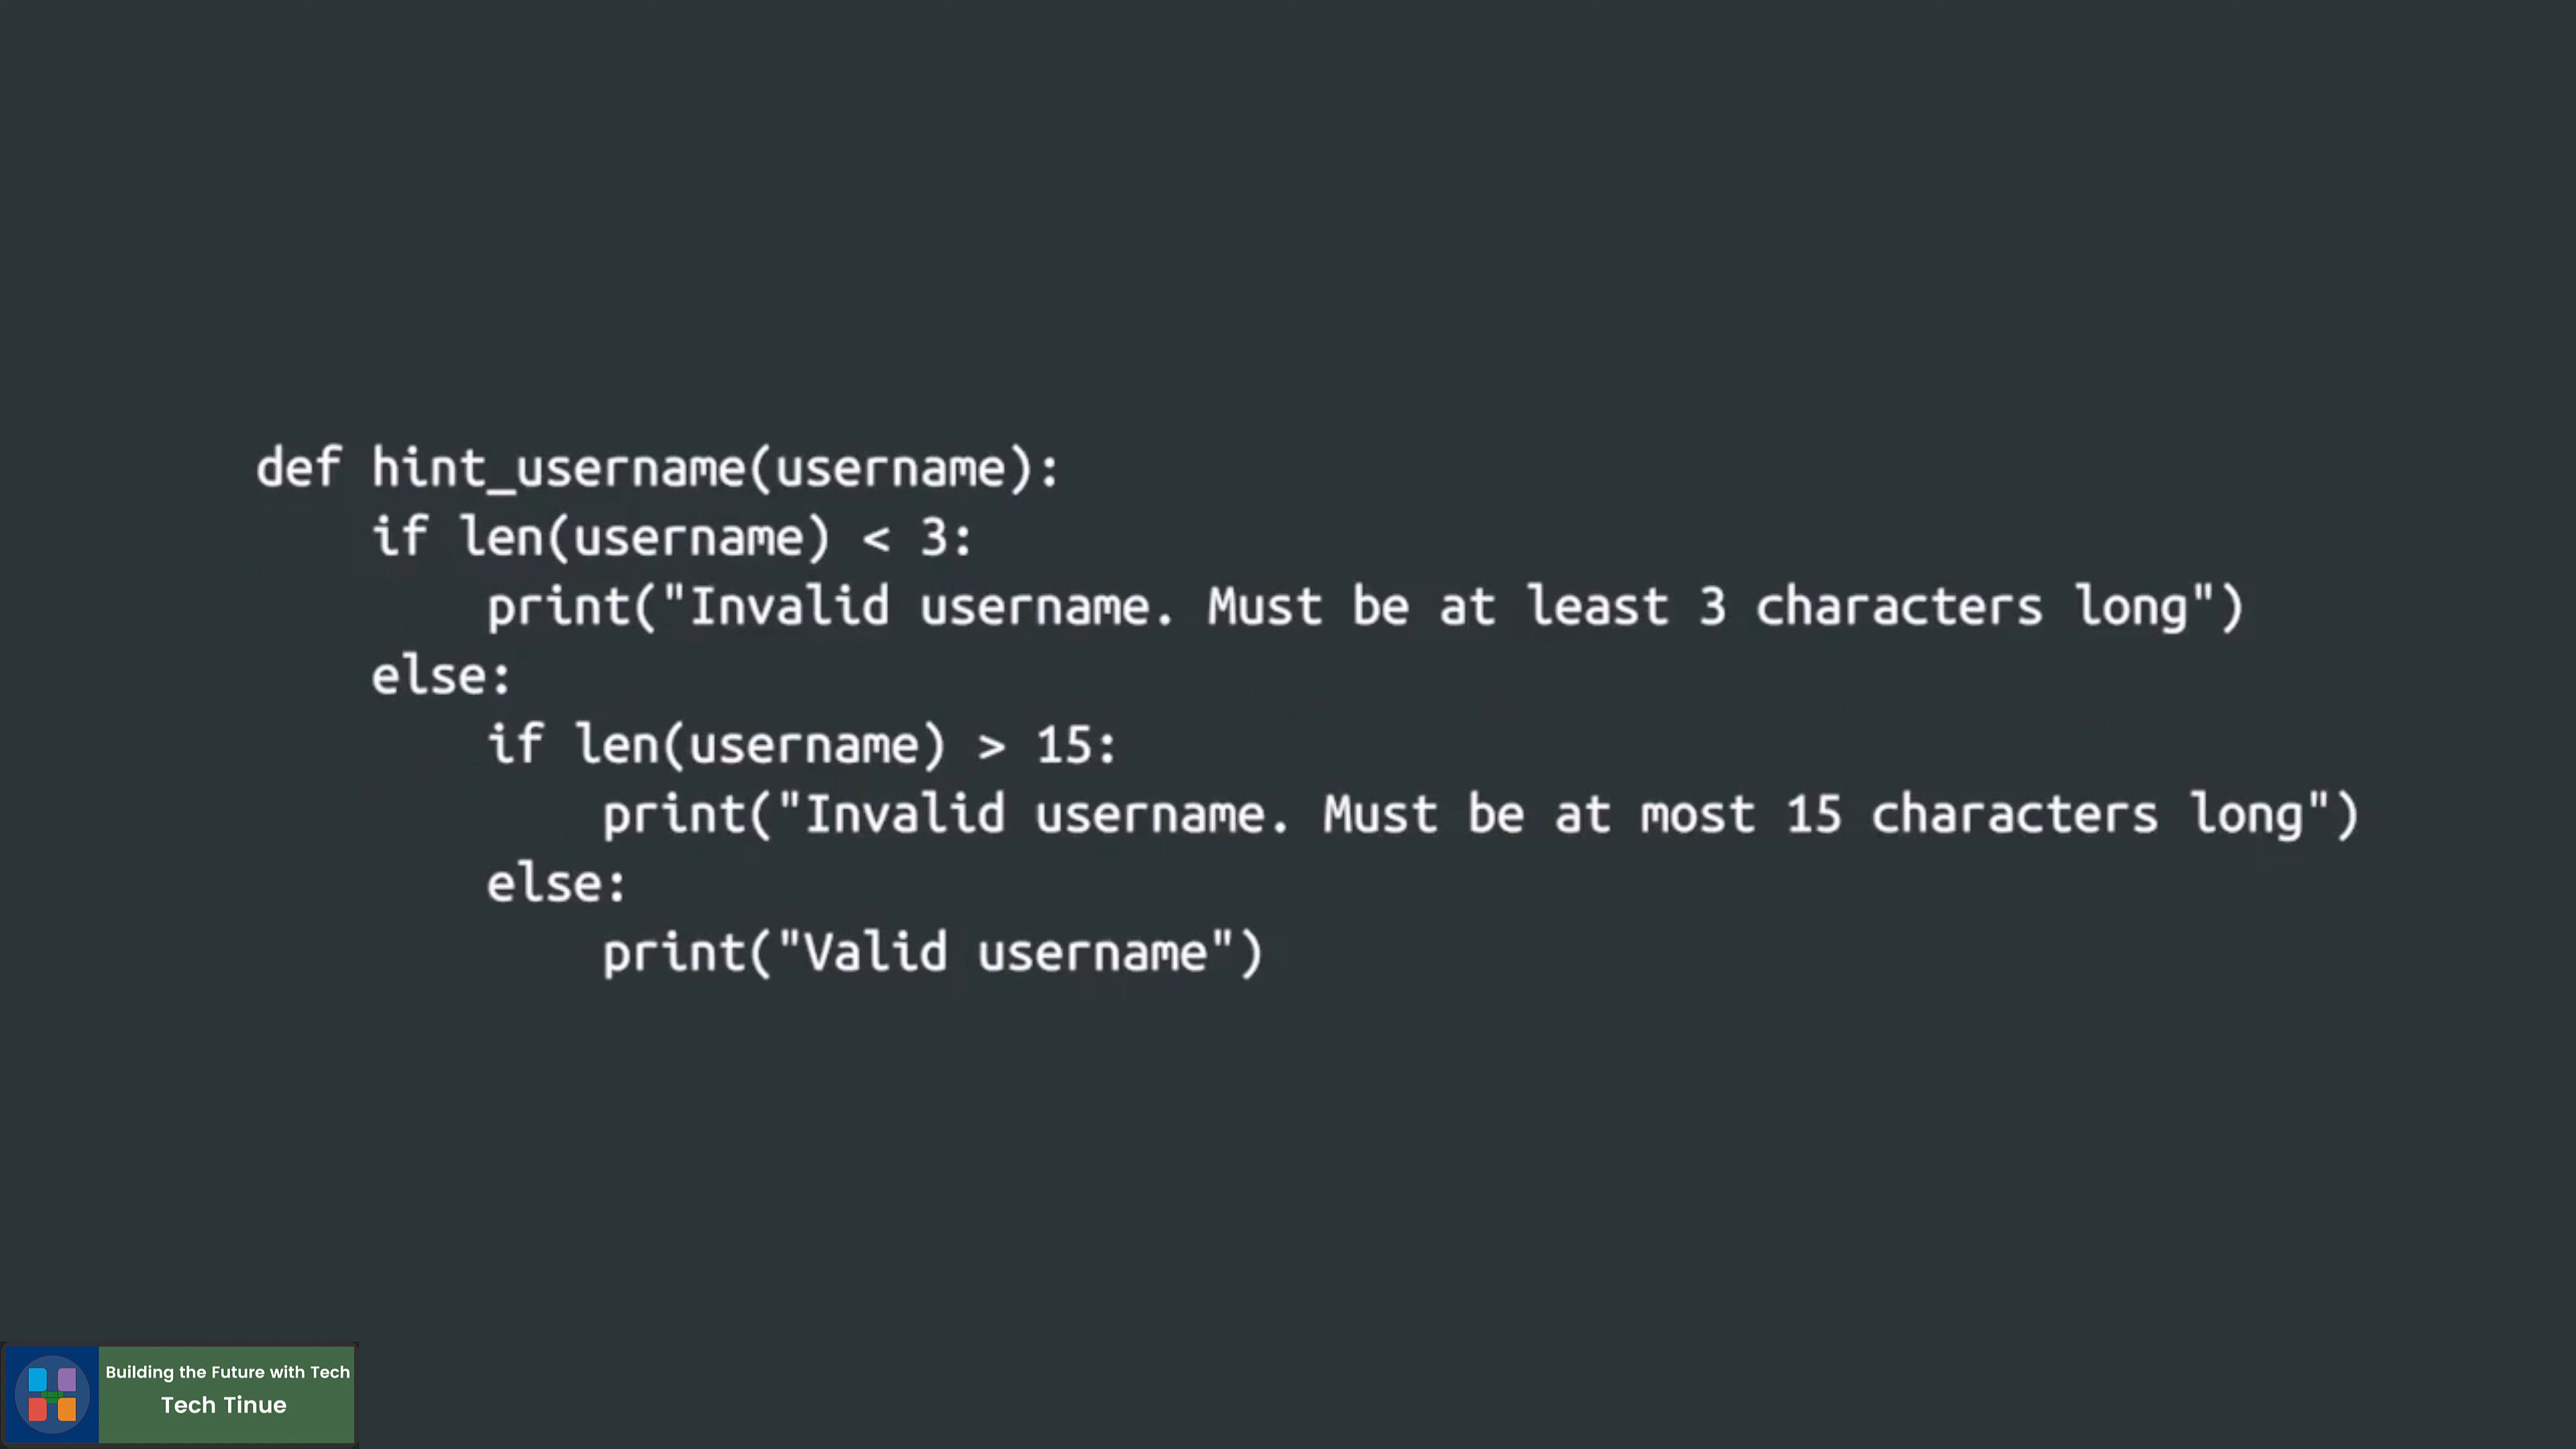 def hint_username(username):
    if len(username) < 3:
        print("Invalid username. Must be at least 3 characters long")
    else:
        if len(username) > 15:
            print("Invalid username. Must be at most 15 characters long")
        else:
            print("Valid username")
Building the Future with Tech
Tech Tinue